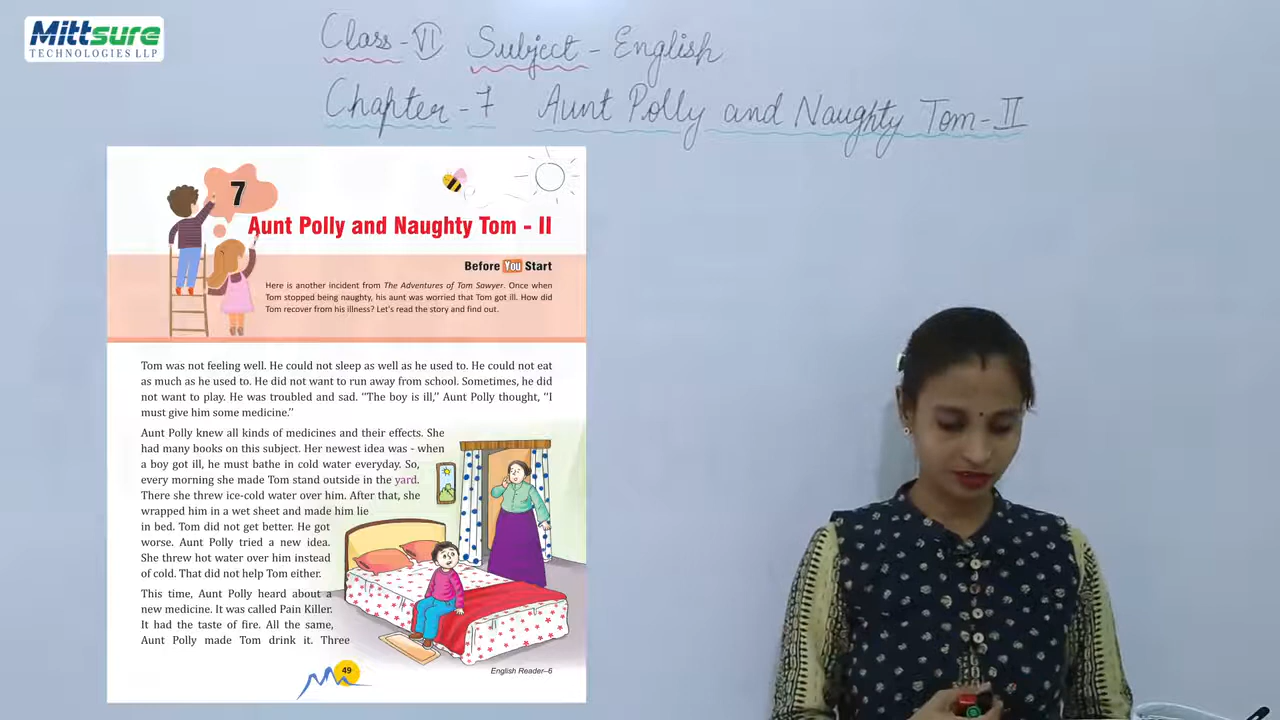 Mittsure
TECHNOLOGIES LLP
Class - VI Subject - English
Chapter - 7 Aunt Polly and Naughty Tom - II
7
Aunt Polly and Naughty Tom - II
Before You Start
Here is another incident from The Adventures of Tom Sawyer. Once when
Tom stopped being naughty, his aunt was worried that Tom got ill. How did
Tom recover from his illness? Let's read the story and find out.
Tom was not feeling well. He could not sleep as well as he used to. He could not eat
as much as he used to. He did not want to run away from school. Sometimes, he did
not want to play. He was troubled and sad. "The boy is ill," Aunt Polly thought, "I
must give him some medicine."
Aunt Polly knew all kinds of medicines and their effects. She
had many books on this subject. Her newest idea was - when
a boy got ill, he must bathe in cold water everyday. So,
every morning she made Tom stand outside in the yard.
There she threw ice-cold water over him. After that, she
wrapped him in a wet sheet and made him lie
in bed. Tom did not get better. He got
worse. Aunt Polly tried a new idea.
She threw hot water over him instead
of cold. That did not help Tom either.
This time, Aunt Polly heard about a
new medicine. It was called Pain Killer.
It had the taste of fire. All the same,
Aunt Polly made Tom drink it. Three
49
English Reader–6